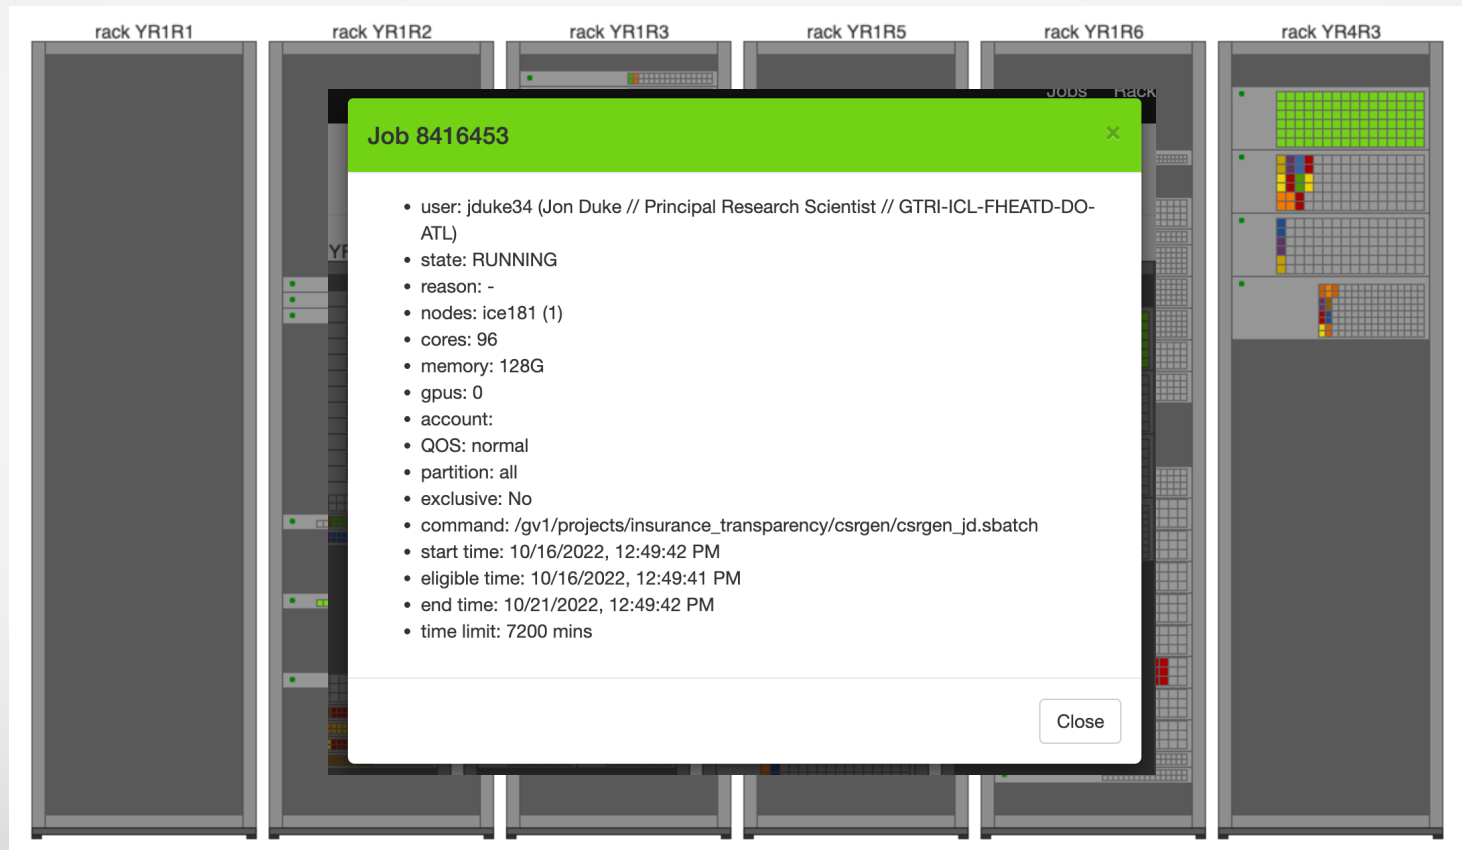 rack YR1R1
rack YR1R2
rack YR1R3
rack YR1R5
rack YR1R6
rack YR4R3
Jobs Rack
Job 8416453
×
user: jduke34 (Jon Duke // Principal Research Scientist // GTRI-ICL-FHEATD-DO-
ATL)
state: RUNNING
reason: -
nodes: ice181 (1)
cores: 96
memory: 128G
gpus: 0
account:
QOS: normal
partition: all
exclusive: No
command: /gv1/projects/insurance_transparency/csrgen/csrgen_jd.sbatch
start time: 10/16/2022, 12:49:42 PM
eligible time: 10/16/2022, 12:49:41 PM
end time: 10/21/2022, 12:49:42 PM
time limit: 7200 mins
Close